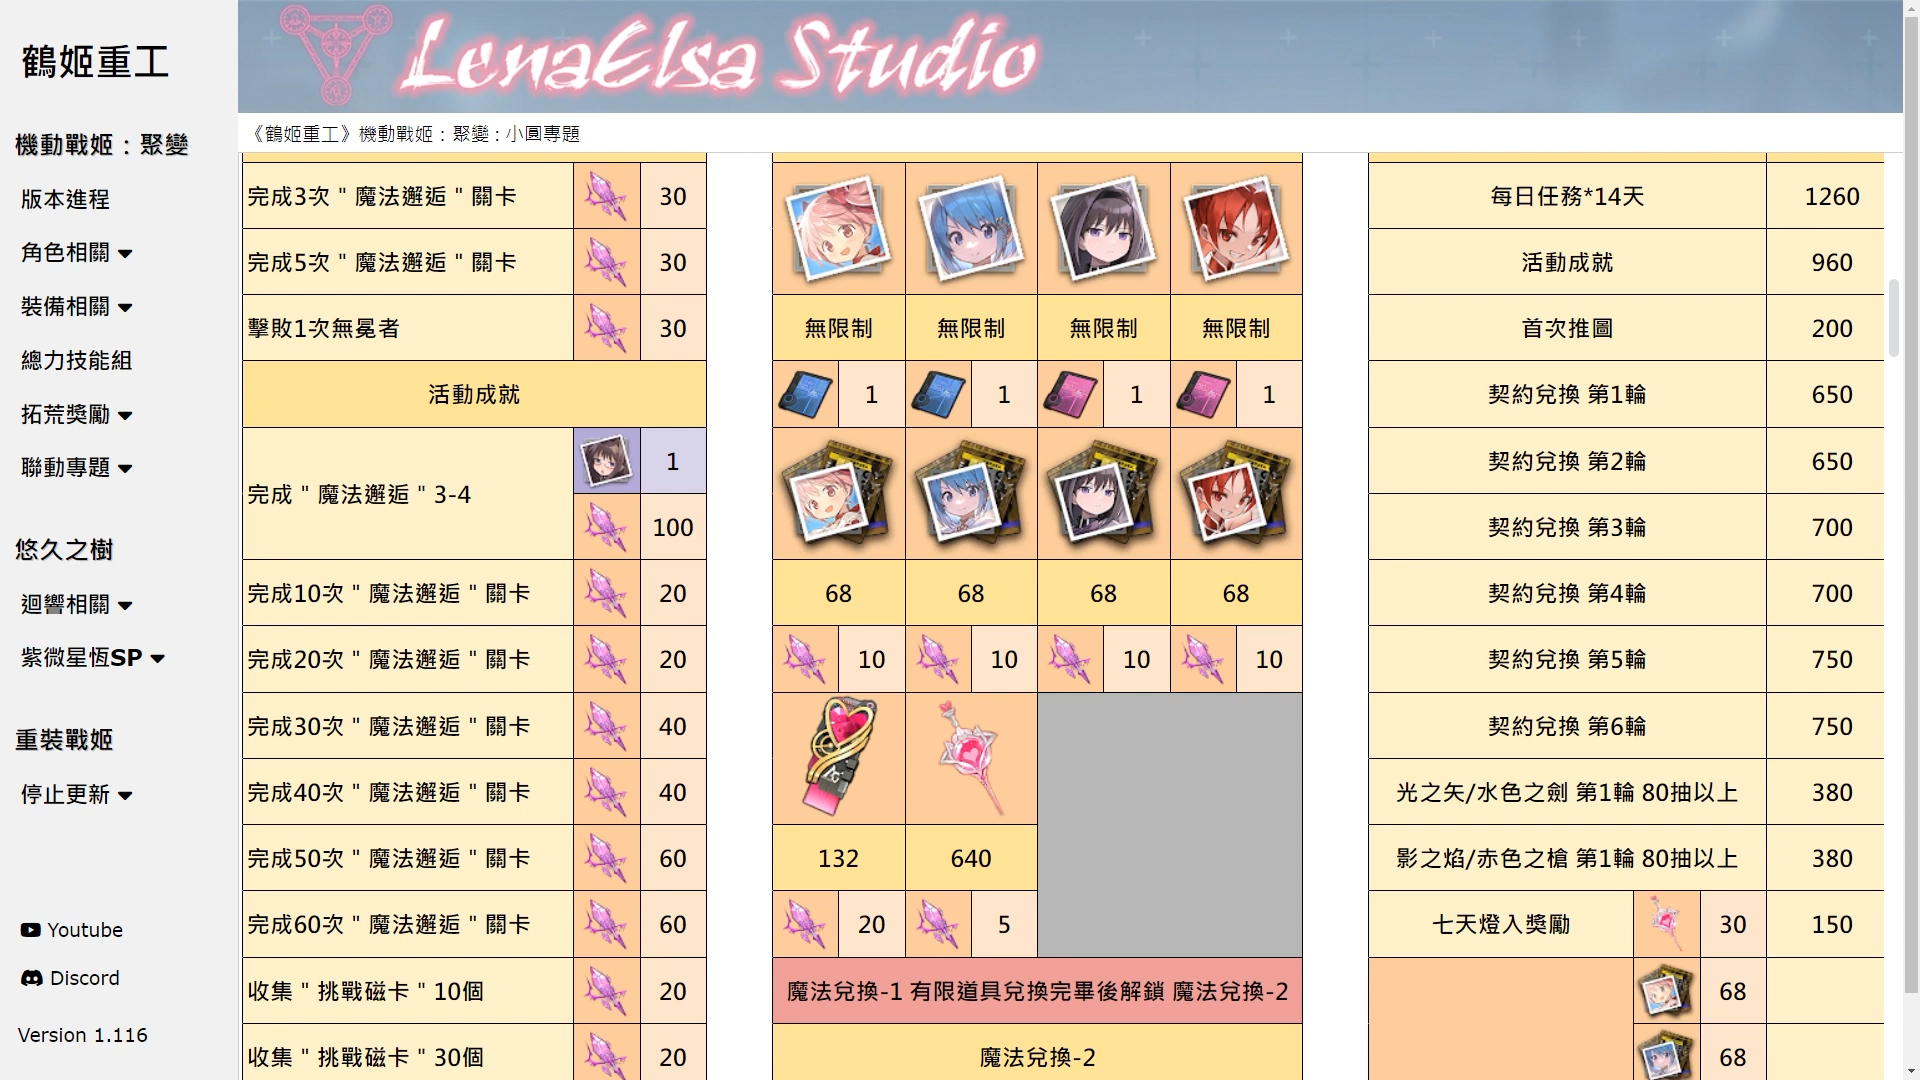 鶴姬重工
機動戰姬：聚變
版本進程
角色相關
裝備相關
總力技能組
拓荒獎勵
聯動專題
悠久之樹
迴響相關
紫微星恆SP
重裝戰姬
停止更新
Youtube
Discord
Version 1.116
LenaElsa Studio
《鶴姬重工》機動戰姬：聚變：小圓專題
完成3次 " 魔法邂逅 " 關卡 30
完成5次 " 魔法邂逅 " 關卡 30
擊敗1次無冕者 30
活動成就
完成 " 魔法邂逅 " 3-4 1
100
完成10次 " 魔法邂逅 " 關卡 20
完成20次 " 魔法邂逅 " 關卡 20
完成30次 " 魔法邂逅 " 關卡 40
完成40次 " 魔法邂逅 " 關卡 40
完成50次 " 魔法邂逅 " 關卡 60
完成60次 " 魔法邂逅 " 關卡 60
收集 " 挑戰磁卡 " 10個 20
收集 " 挑戰磁卡 " 30個 20
無限制 無限制 無限制 無限制
1 1 1 1
68 68 68 68
10 10 10 10
132 640
20 5
魔法兌換-1 有限道具兌換完畢後解鎖 魔法兌換-2
魔法兌換-2
每日任務*14天 1260
活動成就 960
首次推圖 200
契約兌換 第1輪 650
契約兌換 第2輪 650
契約兌換 第3輪 700
契約兌換 第4輪 700
契約兌換 第5輪 750
契約兌換 第6輪 750
光之矢/水色之劍 第1輪 80抽以上 380
影之焰/赤色之槍 第1輪 80抽以上 380
七天燈入獎勵 30 150
68
68